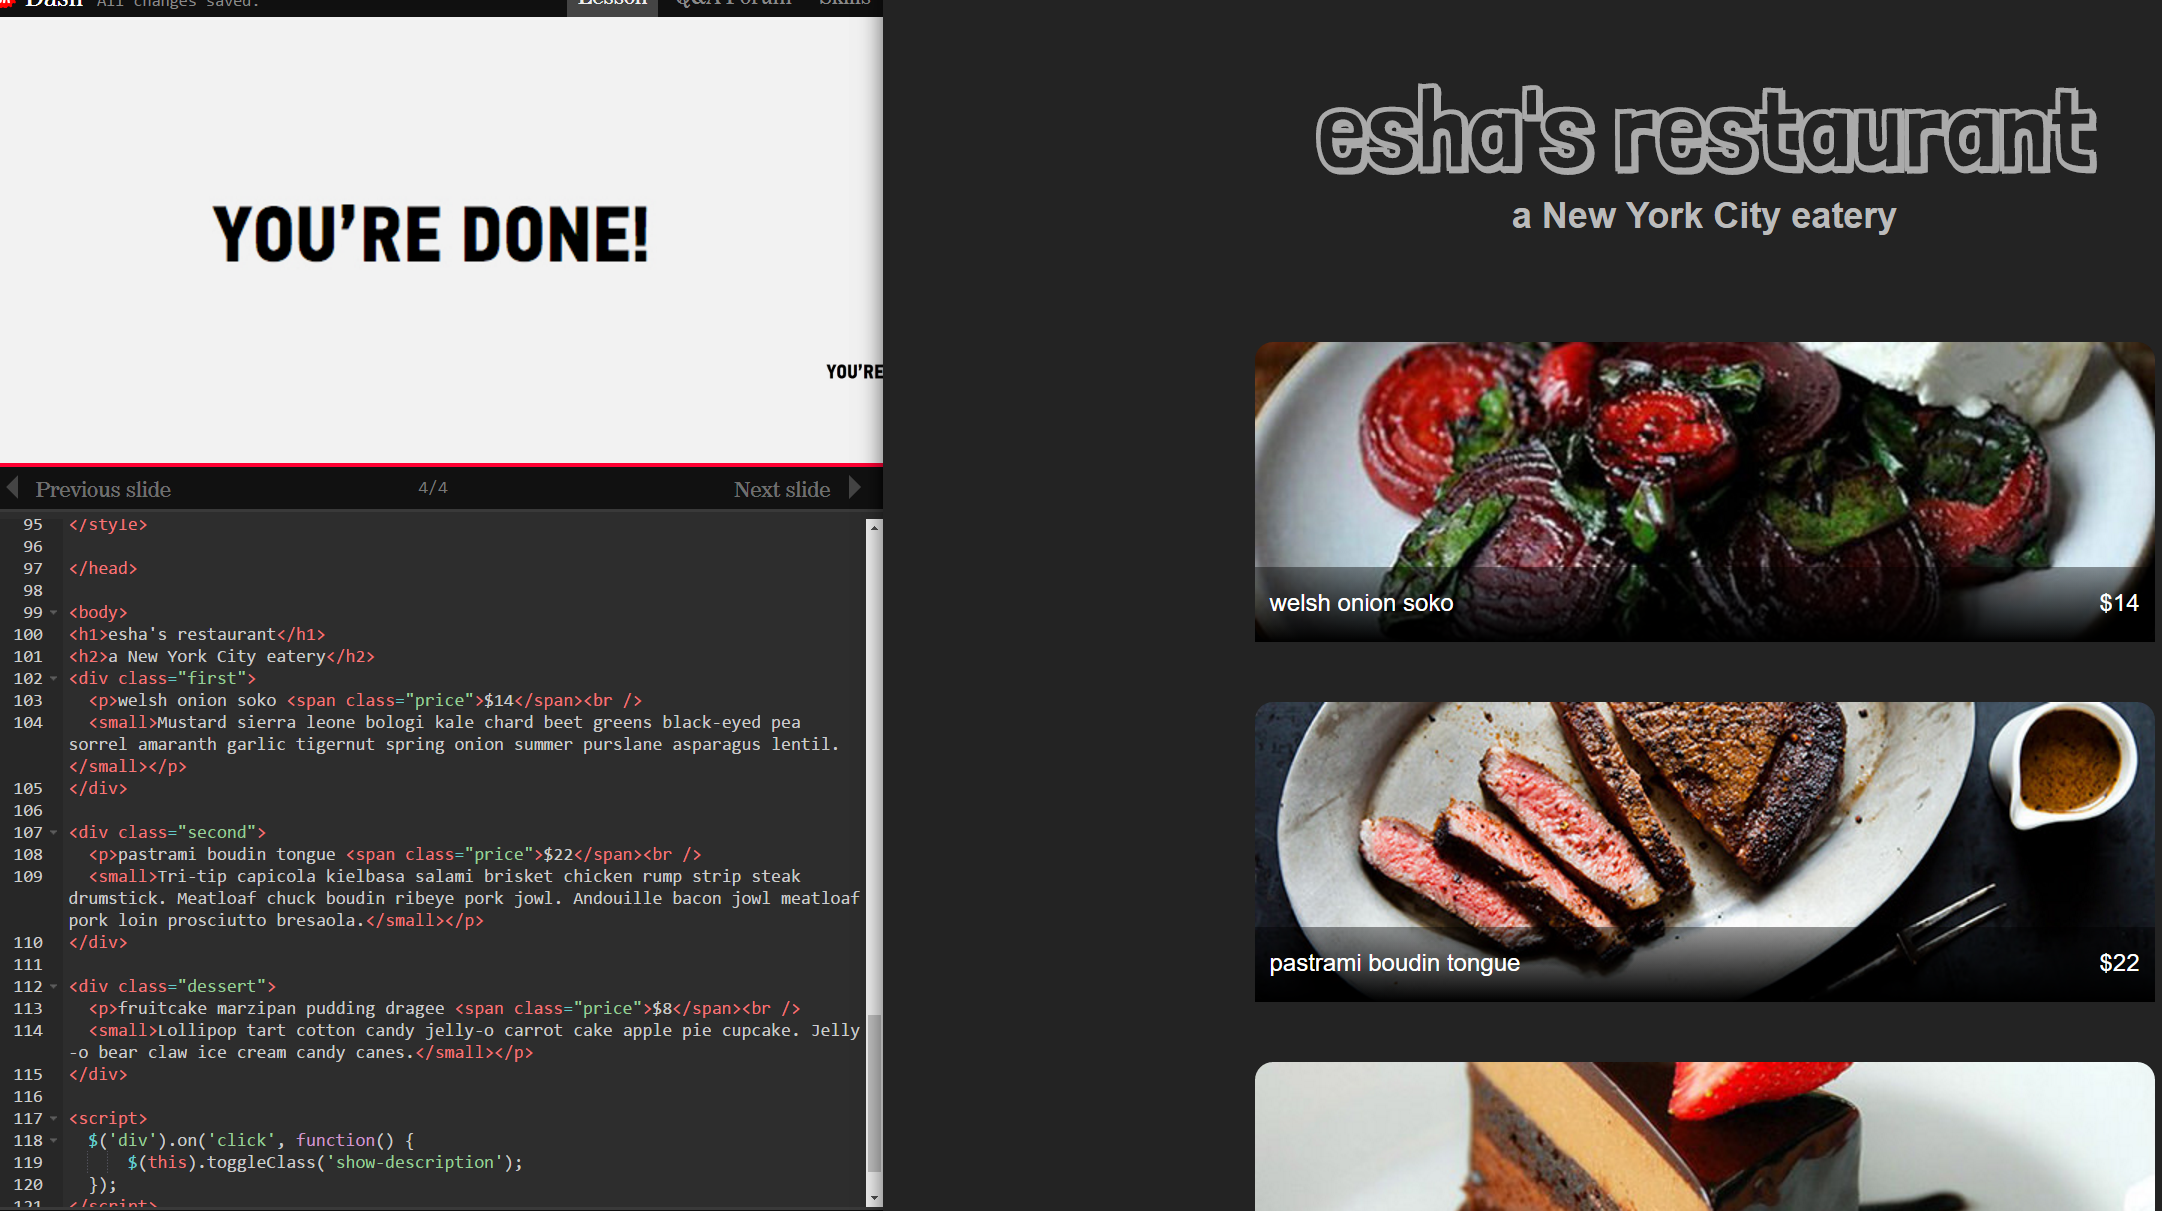 Dash All changes saved. Lesson Q&A Forum Skills
YOU'RE DONE!
YOU'RE
Previous slide 4/4 Next slide
95 </style>
96
97 </head>
98
99 <body>
100 <h1>esha's restaurant</h1>
101 <h2>a New York City eatery</h2>
102 <div class="first">
103 <p>welsh onion soko <span class="price">$14</span><br />
104 <small>Mustard sierra leone bologi kale chard beet greens black-eyed pea
sorrel amaranth garlic tigernut spring onion summer purslane asparagus lentil.
</small></p>
105 </div>
106
107 <div class="second">
108 <p>pastrami boudin tongue <span class="price">$22</span><br />
109 <small>Tri-tip capicola kielbasa salami brisket chicken rump strip steak
drumstick. Meatloaf chuck boudin ribeye pork jowl. Andouille bacon jowl meatloaf
pork loin prosciutto bresaola.</small></p>
110 </div>
111
112 <div class="dessert">
113 <p>fruitcake marzipan pudding dragee <span class="price">$8</span><br />
114 <small>Lollipop tart cotton candy jelly-o carrot cake apple pie cupcake. Jelly
-o bear claw ice cream candy canes.</small></p>
115 </div>
116
117 <script>
118 $('div').on('click', function() {
119 $(this).toggleClass('show-description');
120 });
121 </script>
esha's restaurant
a New York City eatery
welsh onion soko $14
pastrami boudin tongue $22